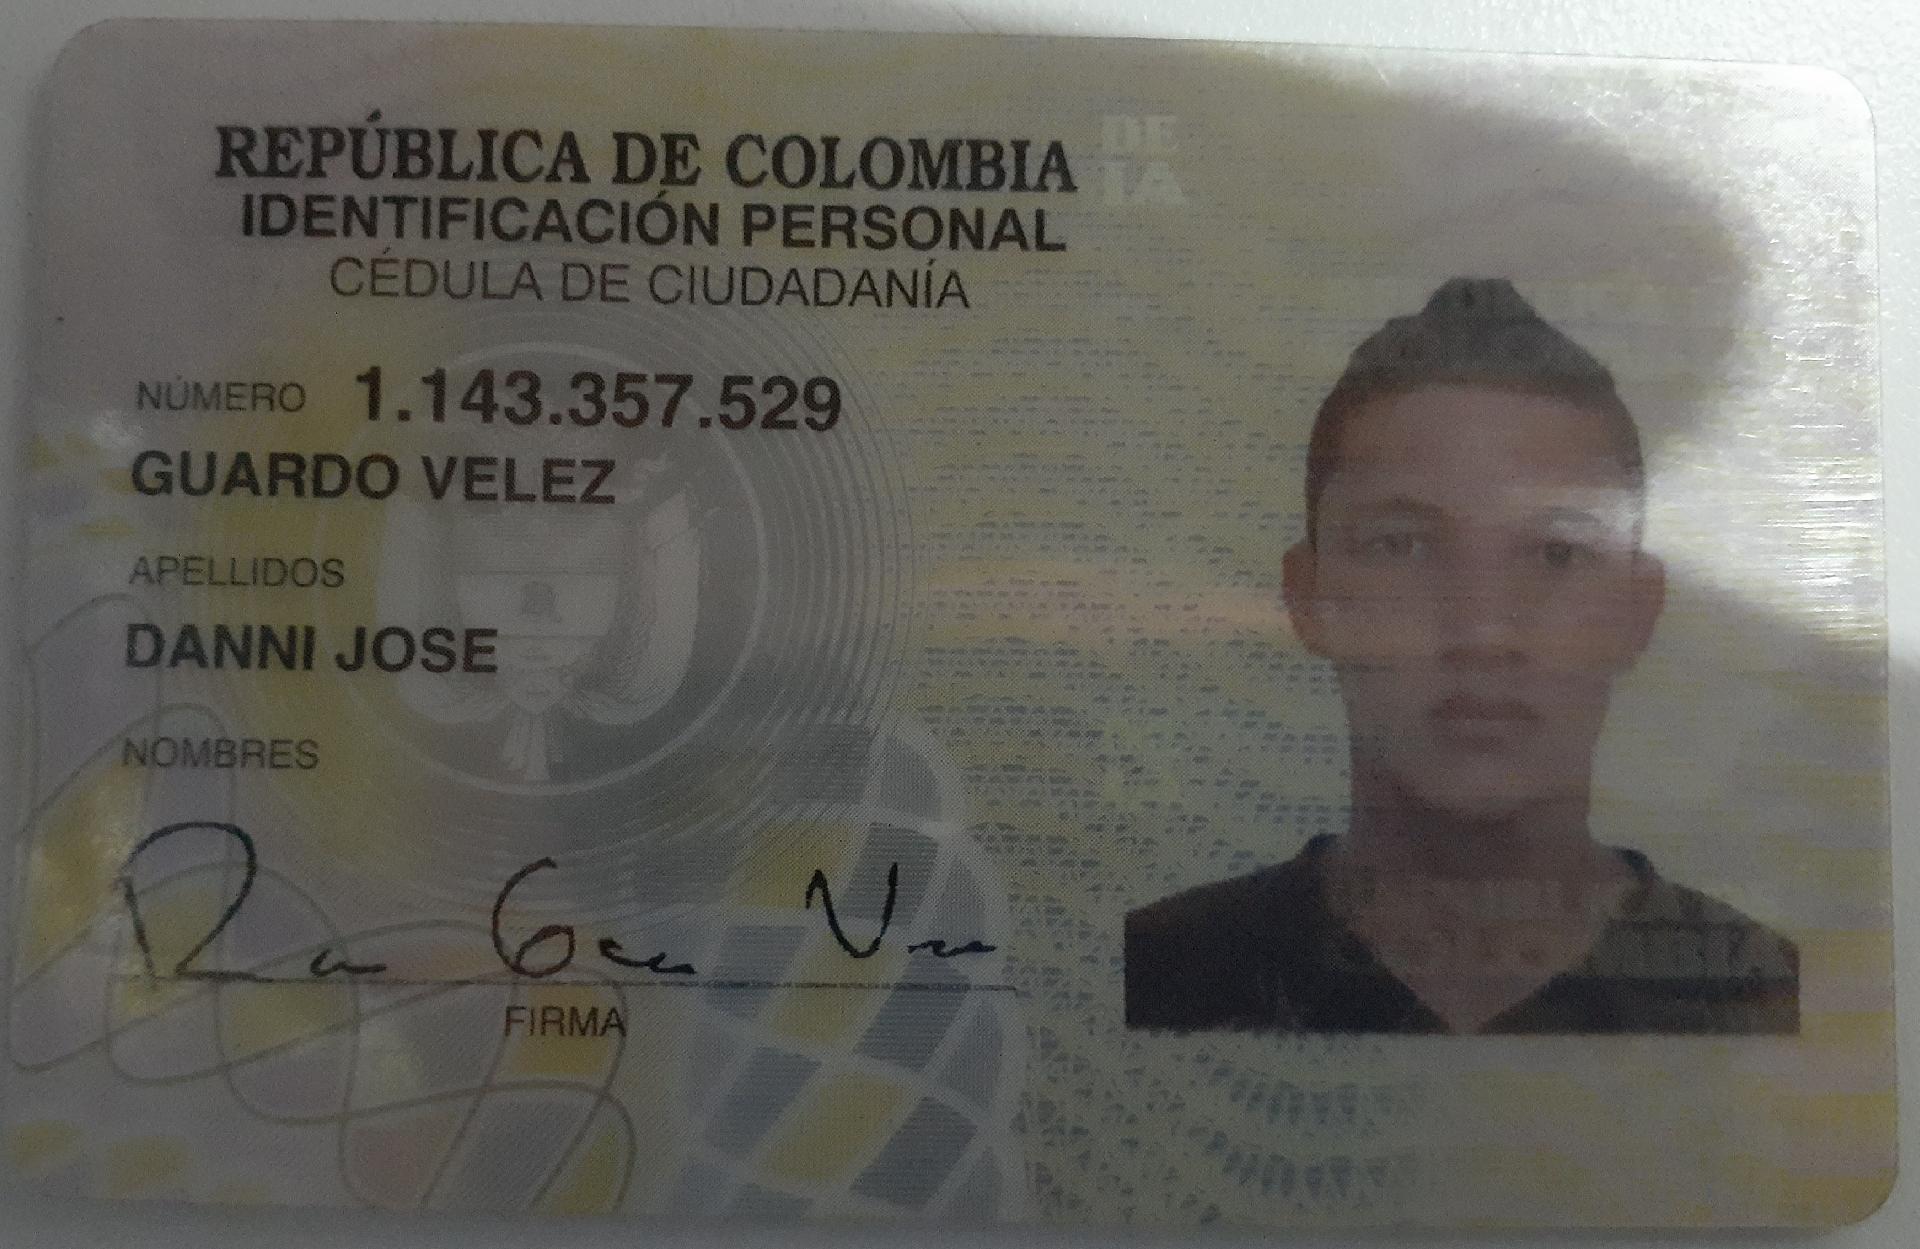 REPÚBLICA DE COLOMBIA
IDENTIFICACIÓN PERSONAL
CÉDULA DE CIUDADANÍA
NÚMERO 1.143.357.529
GUARDO VELEZ
APELLIDOS
DANNI JOSE
NOMBRES
FIRMA